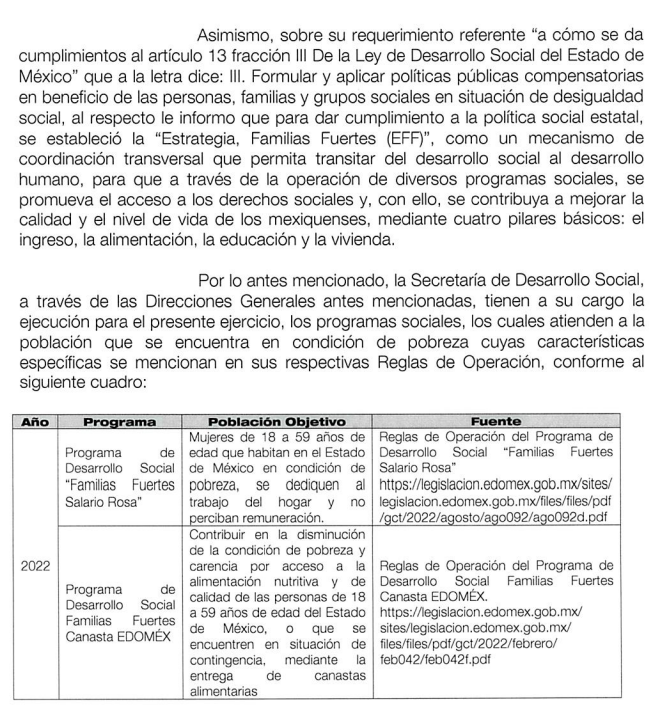 Asimismo, sobre su requerimiento referente “a cómo se da
cumplimientos al artículo 13 fracción III De la Ley de Desarrollo Social del Estado de
México” que a la letra dice: III. Formular y aplicar políticas públicas compensatorias
en beneficio de las personas, familias y grupos sociales en situación de desigualdad
social, al respecto le informo que para dar cumplimiento a la política social estatal,
se estableció la “Estrategia, Familias Fuertes (EFF)”, como un mecanismo de
coordinación transversal que permita transitar del desarrollo social al desarrollo
humano, para que a través de la operación de diversos programas sociales, se
promueva el acceso a los derechos sociales y, con ello, se contribuya a mejorar la
calidad y el nivel de vida de los mexiquenses, mediante cuatro pilares básicos: el
ingreso, la alimentación, la educación y la vivienda.
Por lo antes mencionado, la Secretaría de Desarrollo Social,
a través de las Direcciones Generales antes mencionadas, tienen a su cargo la
ejecución para el presente ejercicio, los programas sociales, los cuales atienden a la
población que se encuentra en condición de pobreza cuyas características
específicas se mencionan en sus respectivas Reglas de Operación, conforme al
siguiente cuadro:
Año Programa Población Objetivo Fuente
2022
Programa de
Desarrollo Social
“Familias Fuertes
Salario Rosa”
Mujeres de 18 a 59 años de
edad que habitan en el Estado
de México en condición de
pobreza, se dediquen al
trabajo del hogar y no
perciban remuneración.
Reglas de Operación del Programa de
Desarrollo Social “Familias Fuertes
Salario Rosa”
https://legislacion.edomex.gob.mx/sites/
legislacion.edomex.gob.mx/files/files/pdf
/gct/2022/agosto/ago092/ago092d.pdf
Programa de
Desarrollo Social
Familias Fuertes
Canasta EDOMÉX
Contribuir en la disminución
de la condición de pobreza y
carencia por acceso a la
alimentación nutritiva y de
calidad de las personas de 18
a 59 años de edad del Estado
de México, o que se
encuentren en situación de
contingencia, mediante la
entrega de canastas
alimentarias
Reglas de Operación del Programa de
Desarrollo Social Familias Fuertes
Canasta EDOMÉX.
https://legislacion.edomex.gob.mx/
sites/legislacion.edomex.gob.mx/
files/files/pdf/gct/2022/febrero/
feb042/feb042f.pdf